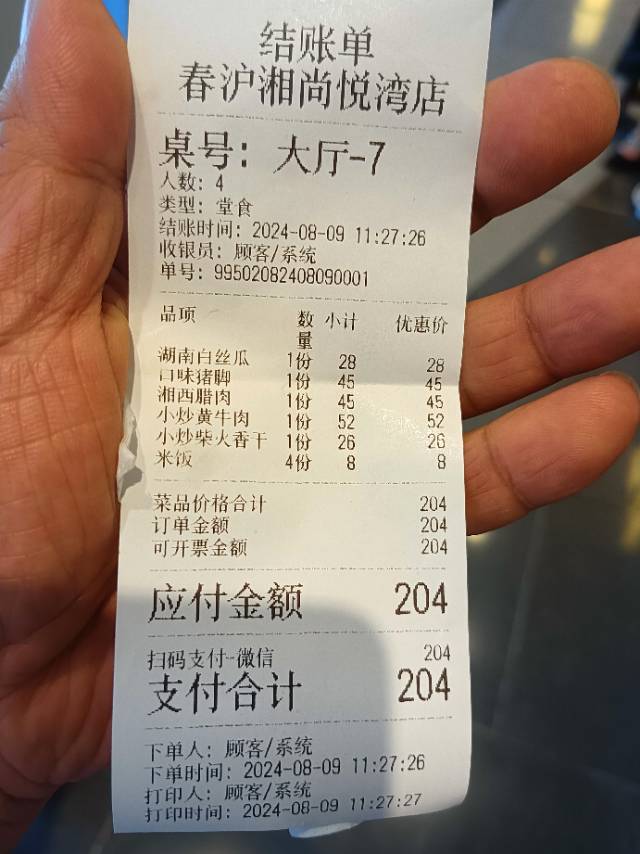 结账单
春沪湘尚悦湾店
桌号: 大厅-7
人数: 4
类型: 堂食
结账时间: 2024-08-09 11:27:26
收银员: 顾客/系统
单号: 99502082408090001
品项 数量 小计 优惠价
湖南白丝瓜 1份 28 28
口味猪脚 1份 45 45
湘西腊肉 1份 45 45
小炒黄牛肉 1份 52 52
小炒柴火香干 1份 26 26
米饭 4份 8 8
菜品价格合计 204
订单金额 204
可开票金额 204
应付金额 204
扫码支付-微信 204
支付合计 204
下单人: 顾客/系统
下单时间: 2024-08-09 11:27:26
打印人: 顾客/系统
打印时间: 2024-08-09 11:27:27